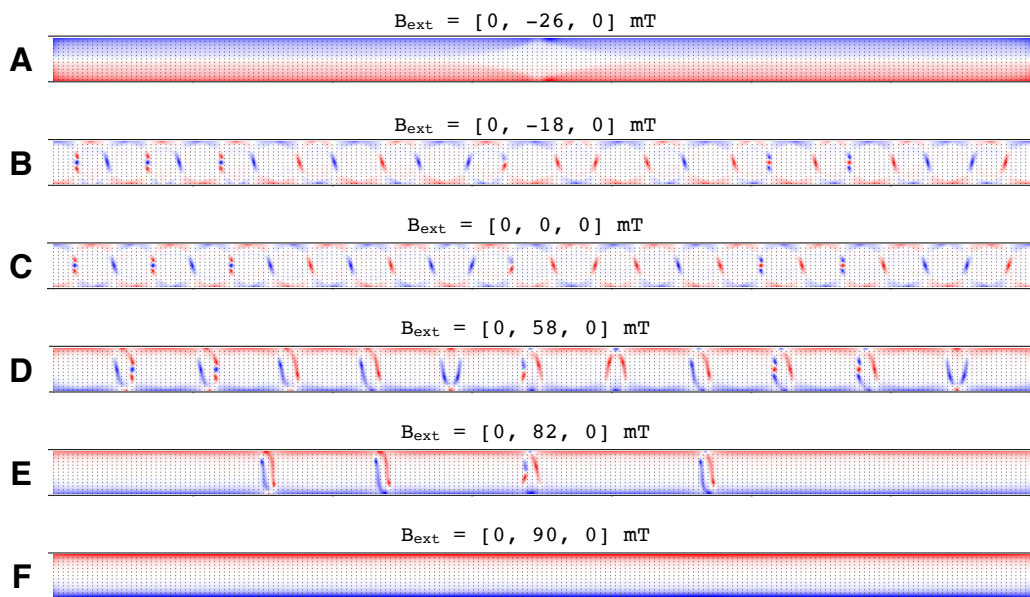 B_ext = [0, -26, 0] mT
A
B_ext = [0, -18, 0] mT
B
B_ext = [0, 0, 0] mT
C
B_ext = [0, 58, 0] mT
D
B_ext = [0, 82, 0] mT
E
B_ext = [0, 90, 0] mT
F